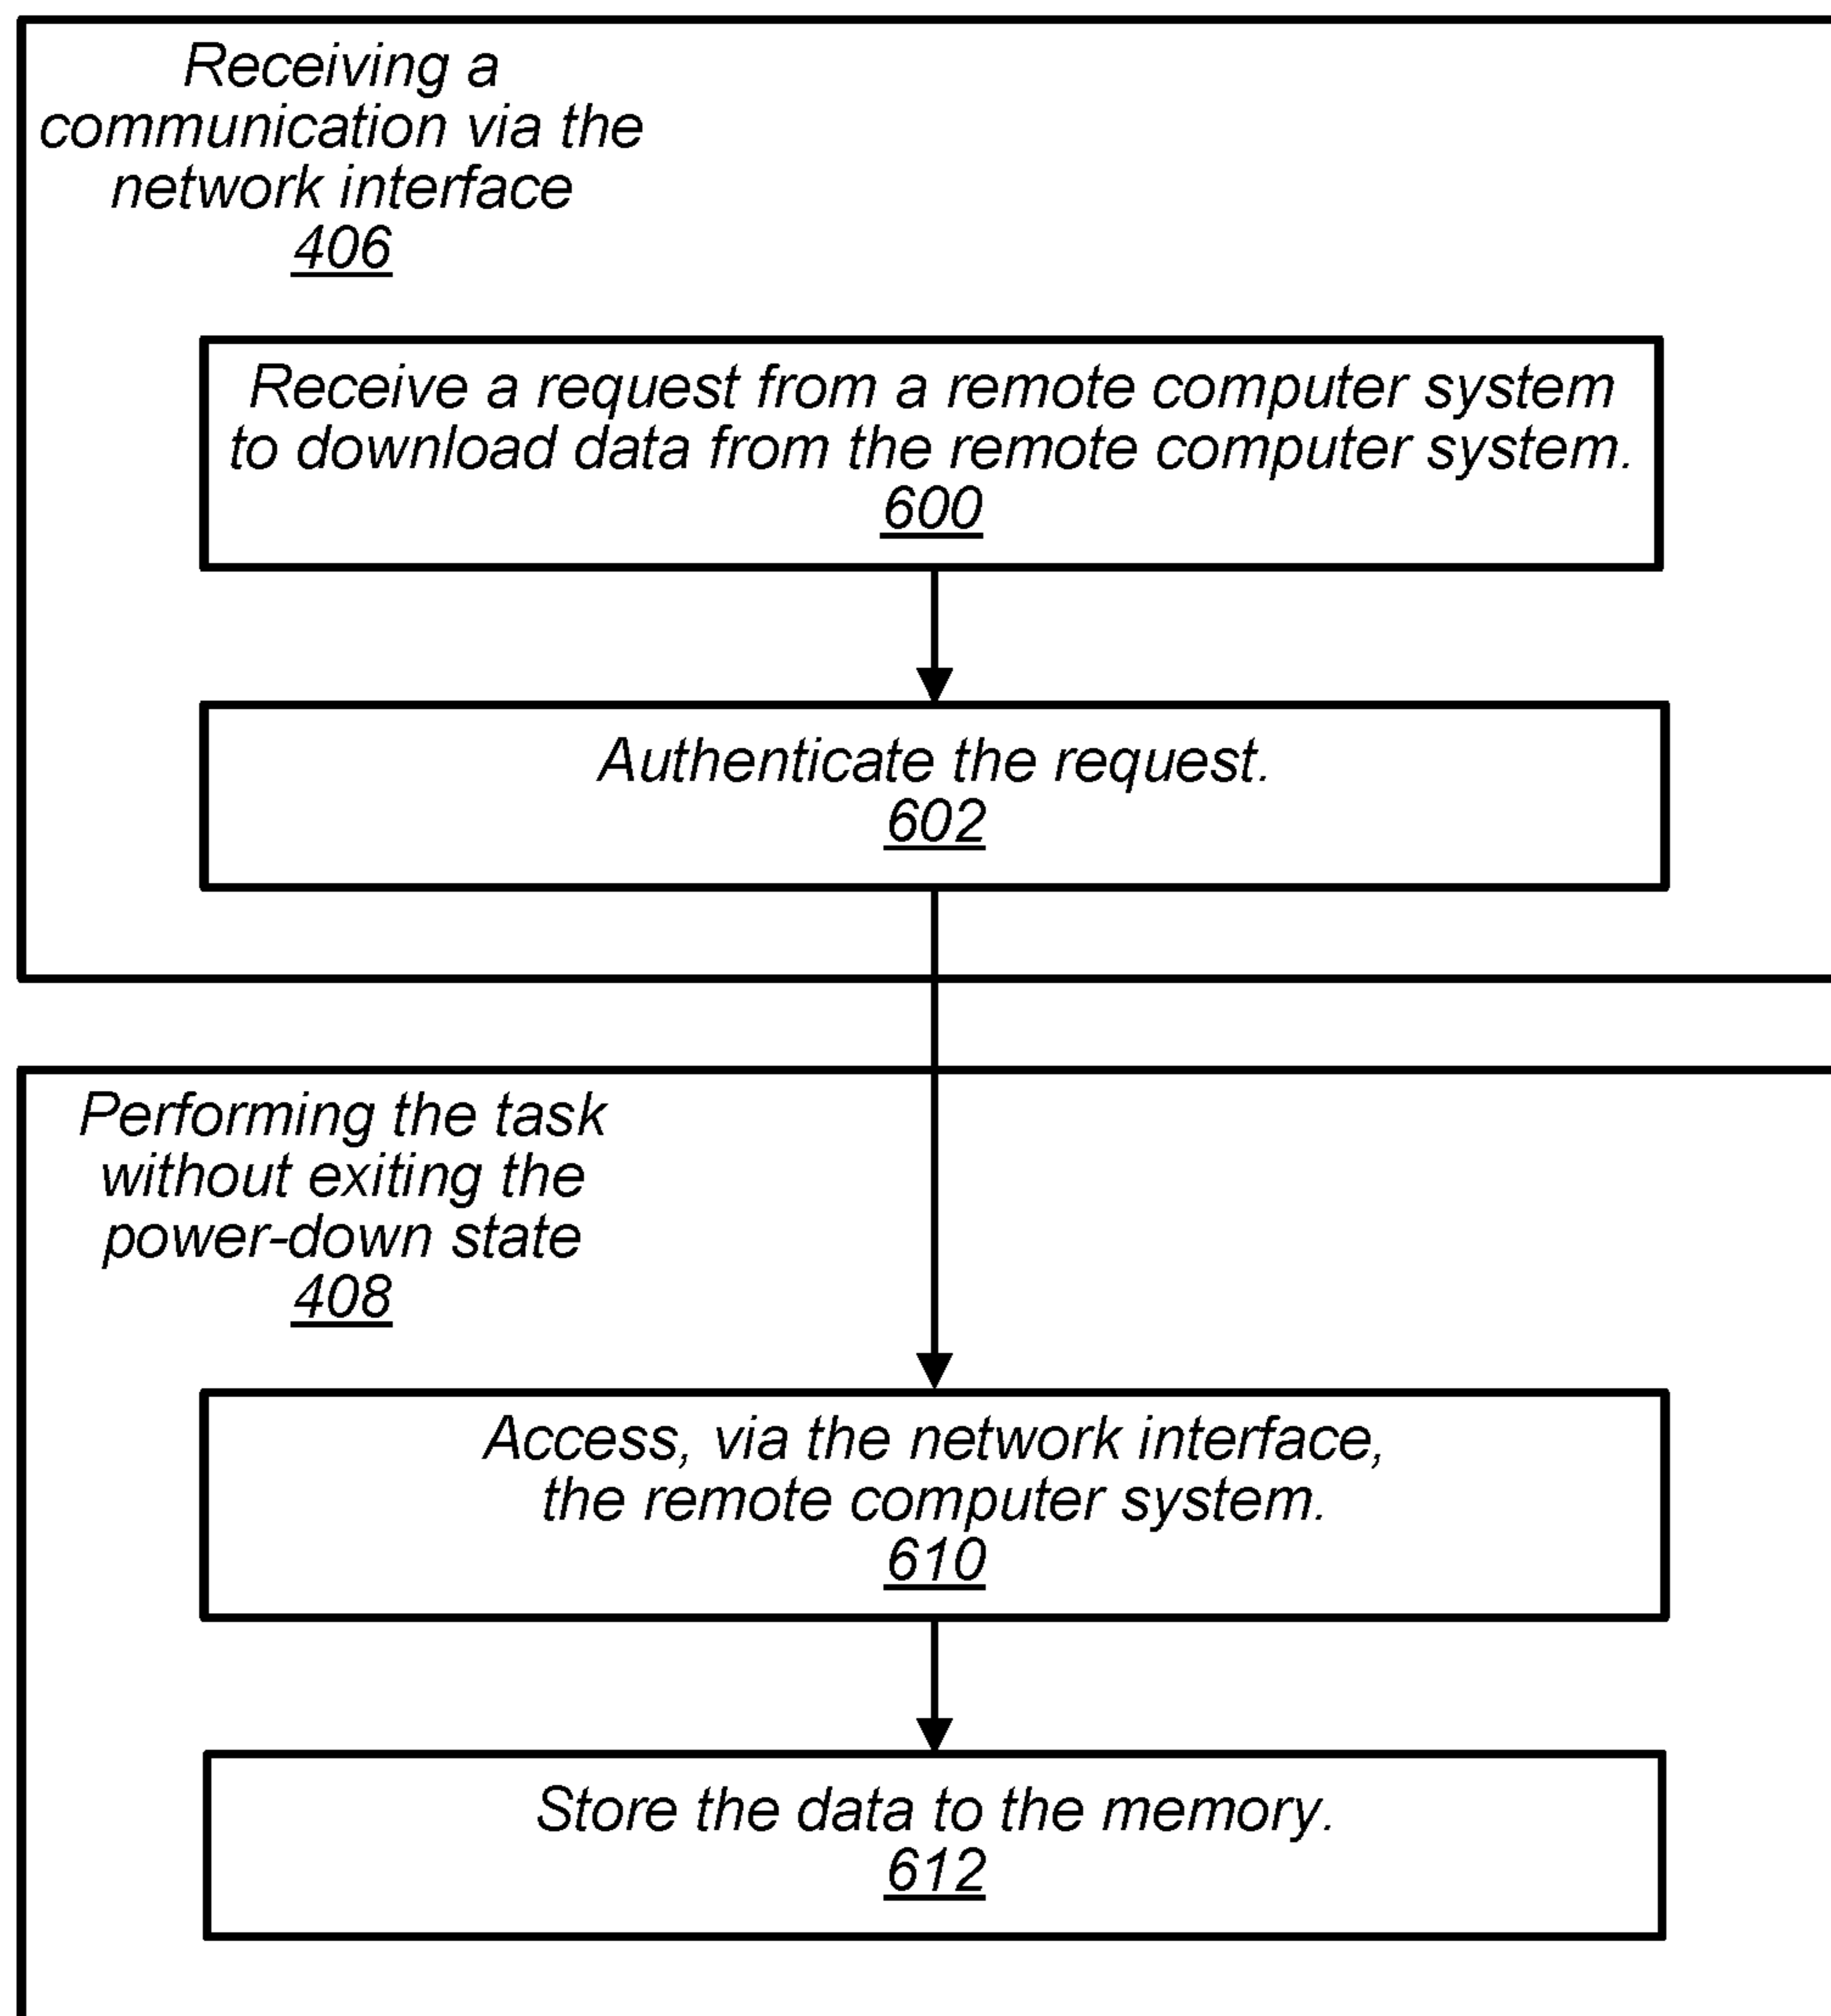 Receiving a
communication via the
network interface
406
Receive a request from a remote computer system
to download data from the remote computer system.
600
Authenticate the request.
602
Performing the task
without exiting the
power-down state
408
Access, via the network interface,
the remote computer system.
610
Store the data to the memory.
612